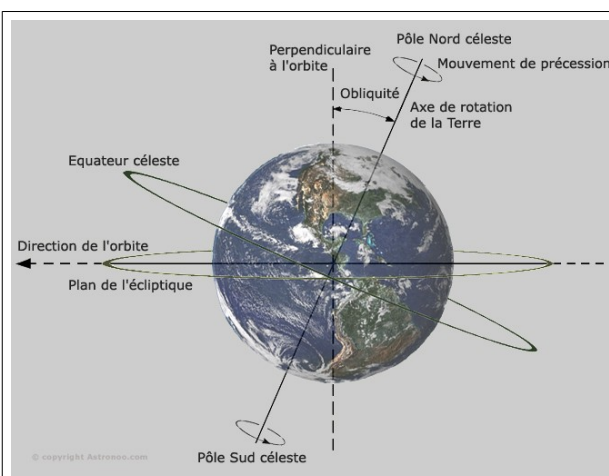 Perpendiculaire
à l'orbite
Pôle Nord céleste
Mouvement de précession
Obliquité
Axe de rotation
de la Terre
Equateur céleste
Direction de l'orbite
Plan de l'écliptique
Pôle Sud céleste
© copyright Astronoo.com